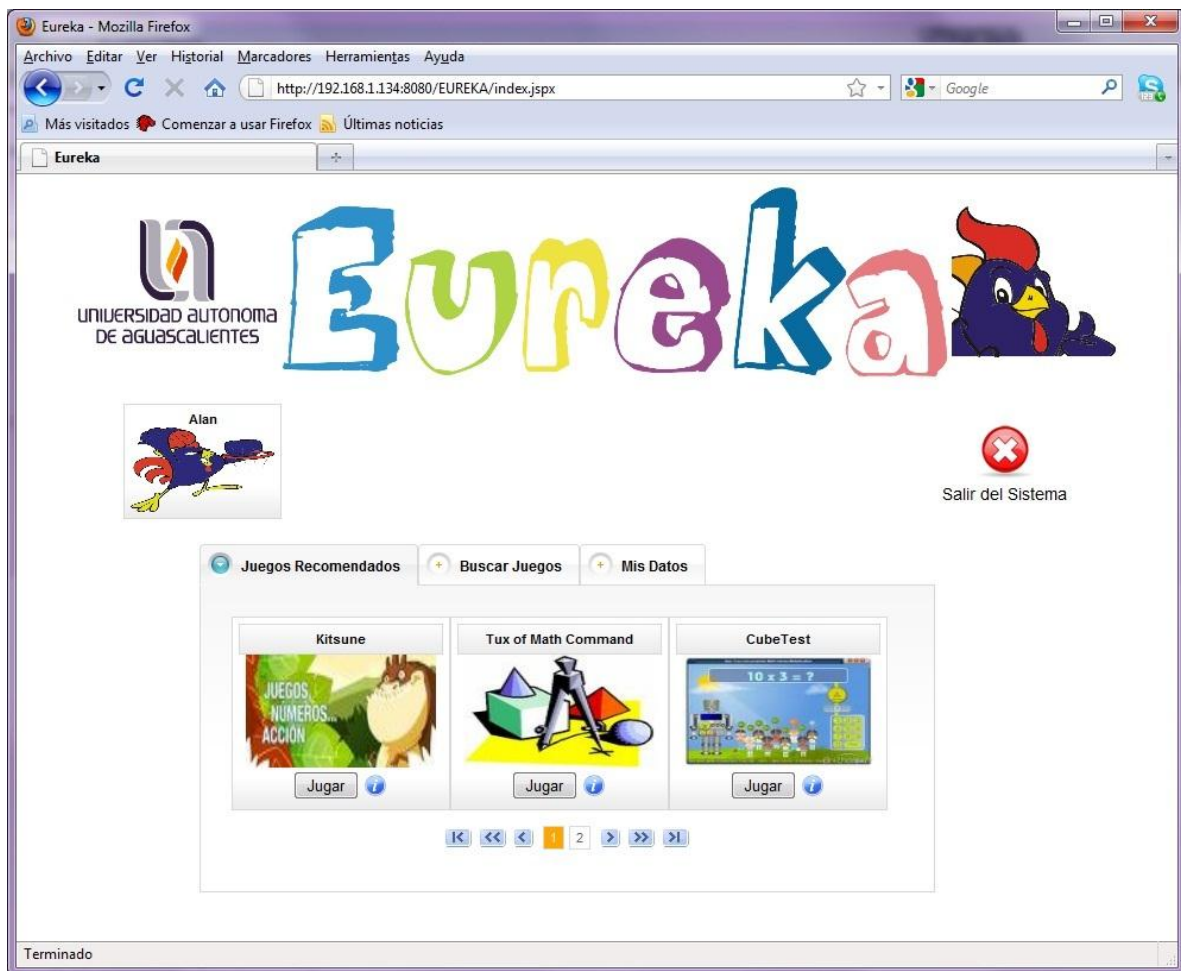 Eureka - Mozilla Firefox
Archivo Editar Ver Historial Marcadores Herramientas Ayuda
http://192.168.1.134:8080/EUREKA/index.jspx
Google
Más visitados Comenzar a usar Firefox Últimas noticias
Eureka
UNIVERSIDAD AUTONOMA
DE AGUASCALIENTES
Eureka
Alan
Salir del Sistema
Juegos Recomendados Buscar Juegos Mis Datos
Kitsune Tux of Math Command CubeTest
JUEGOS,
NÚMEROS...
ACCIÓN
10 x 3 = ?
Jugar Jugar Jugar
1 2
Terminado